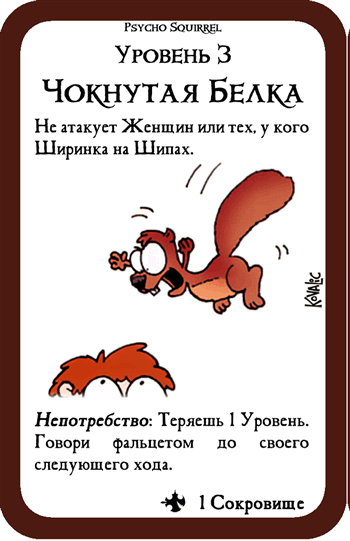 Psycho Squirrel
Уровень 3
Чокнутая Белка
Не атакует Женщин или тех, у кого
Ширинка на Шипах.
Kovalic
Непотребство: Теряешь 1 Уровень.
Говори фальцетом до своего
следующего хода.
1 Сокровище